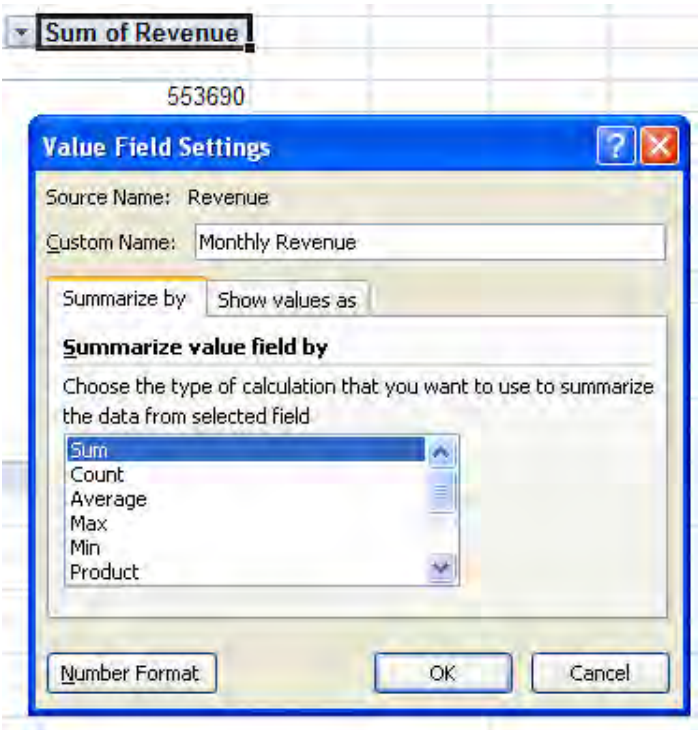 Sum of Revenue
553690
Value Field Settings
?
Source Name: Revenue
Custom Name: Monthly Revenue
Summarize by Show values as
Summarize value field by
Choose the type of calculation that you want to use to summarize
the data from selected field
Sum
Count
Average
Max
Min
Product
Number Format OK Cancel